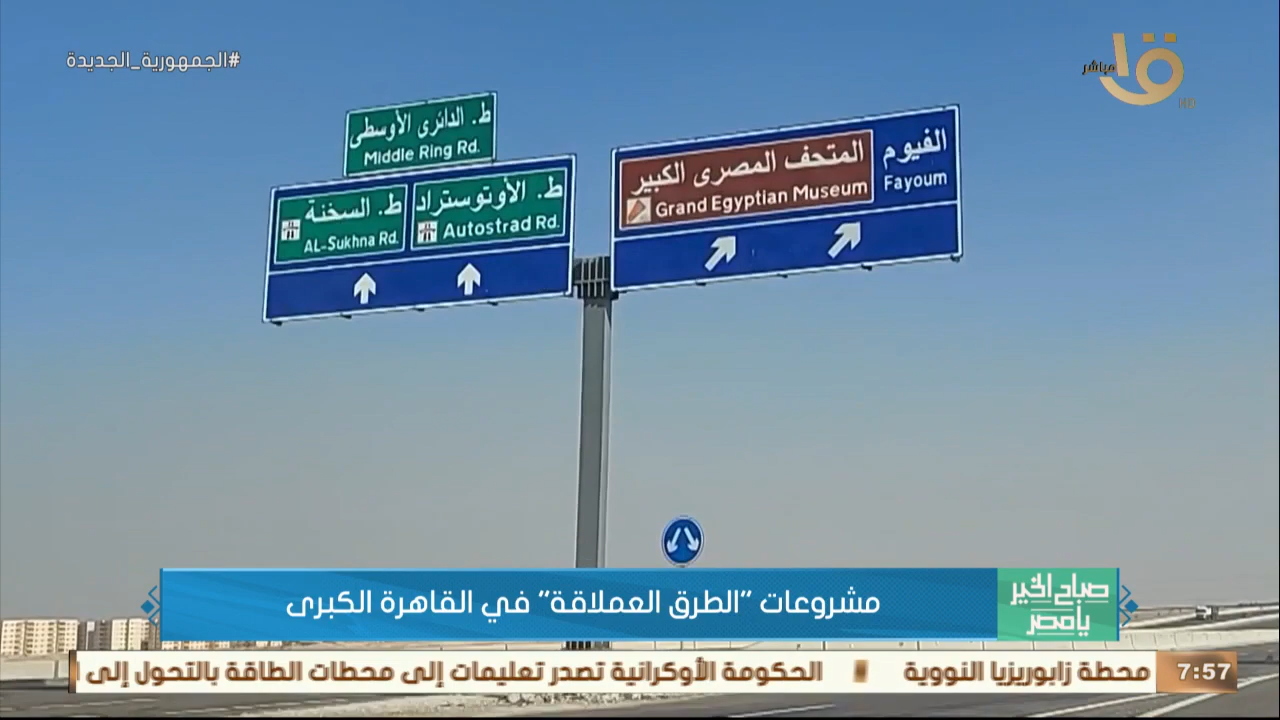 #الجمهورية_الجديدة
مباشر
HD
ط. الدائرى الأوسطى
Middle Ring Rd.
ط. الأوتوستراد
Autostrad Rd.
ط. السخنة
AL-Sukhna Rd.
الفيوم
Fayoum
المتحف المصرى الكبير
Grand Egyptian Museum
صباح الخير
يا مصر
مشروعات "الطرق العملاقة" في القاهرة الكبرى
7:57
محطة زابوريزيا النووية
الحكومة الأوكرانية تصدر تعليمات إلى محطات الطاقة بالتحول إلى